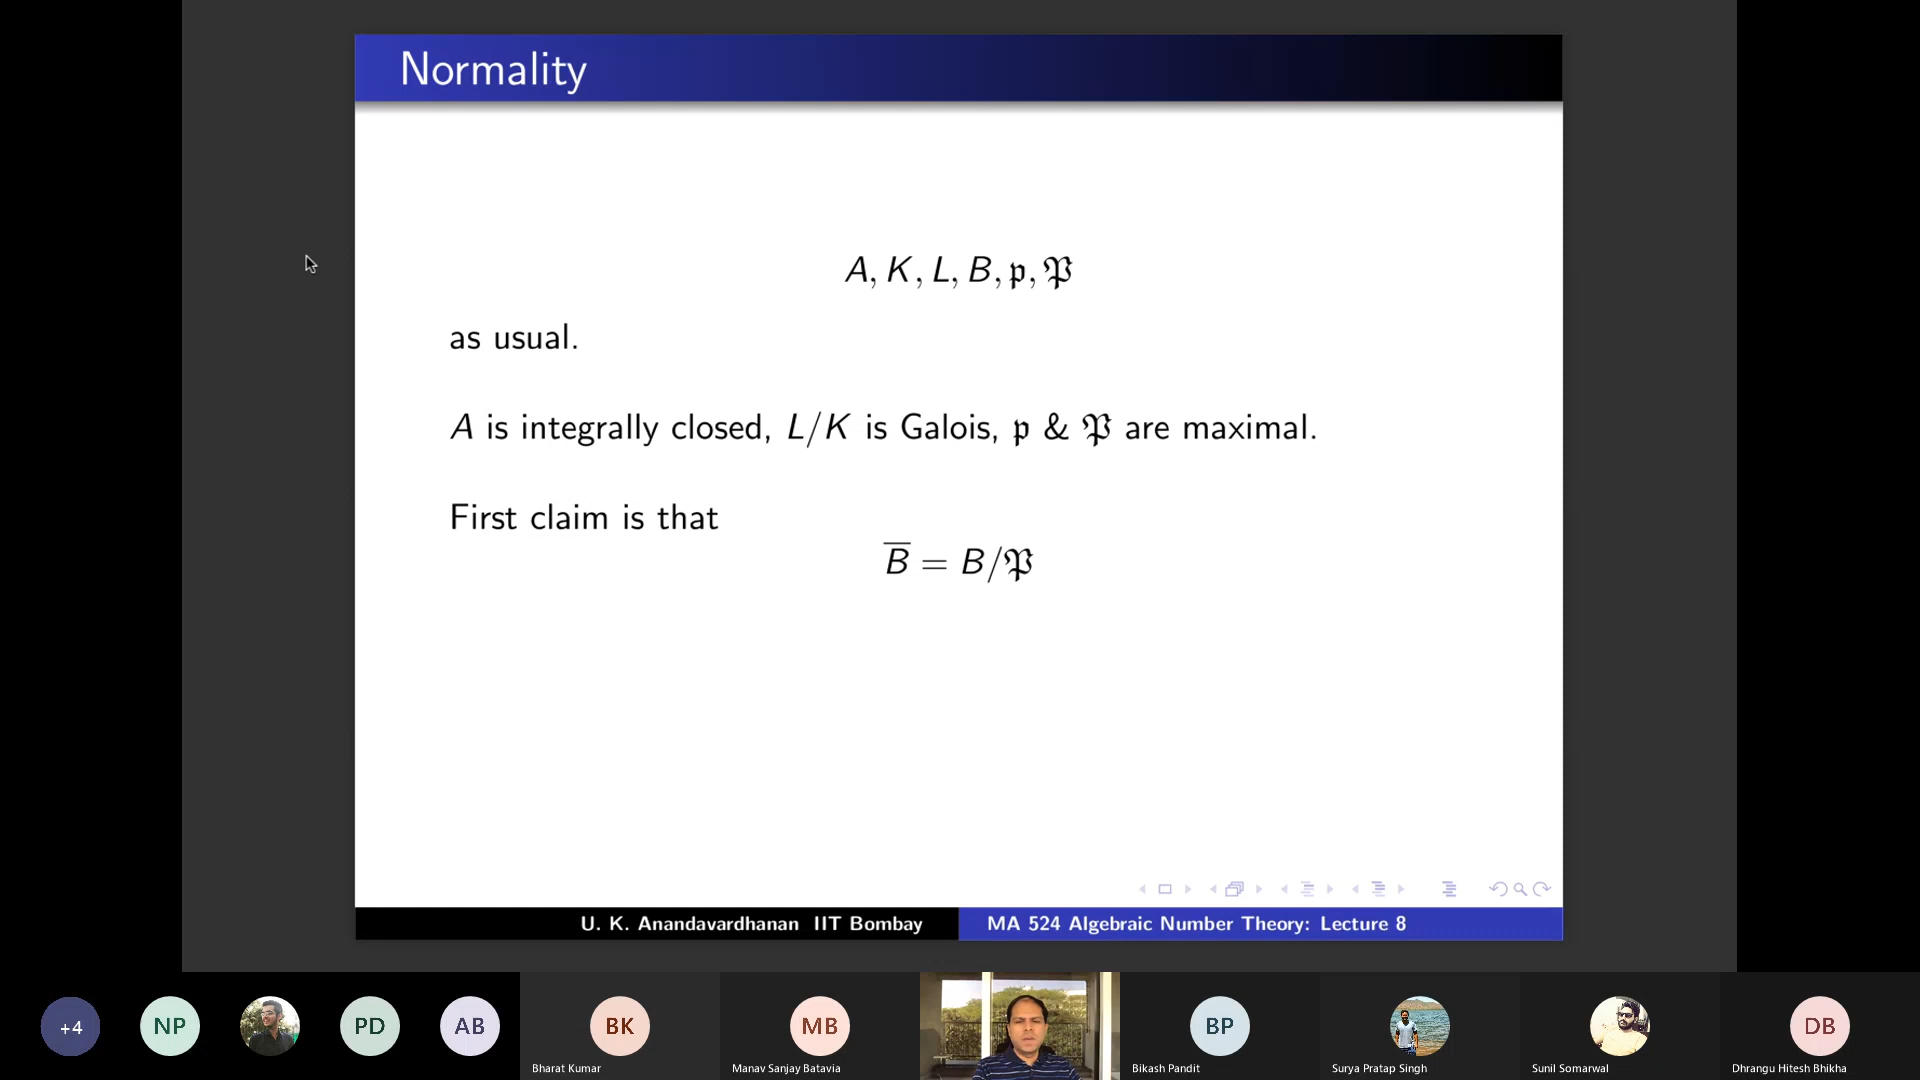 Normality
A, K, L, B, 𝔭, 𝔓
as usual.
A is integrally closed, L/K is Galois, 𝔭 & 𝔓 are maximal.
First claim is that
B̅ = B/𝔓
U. K. Anandavardhanan IIT Bombay
MA 524 Algebraic Number Theory: Lecture 8
+4
NP
PD
AB
BK
MB
BP
DB
Bharat Kumar
Manav Sanjay Batavia
Bikash Pandit
Surya Pratap Singh
Sunil Somarwal
Dhrangu Hitesh Bhikha